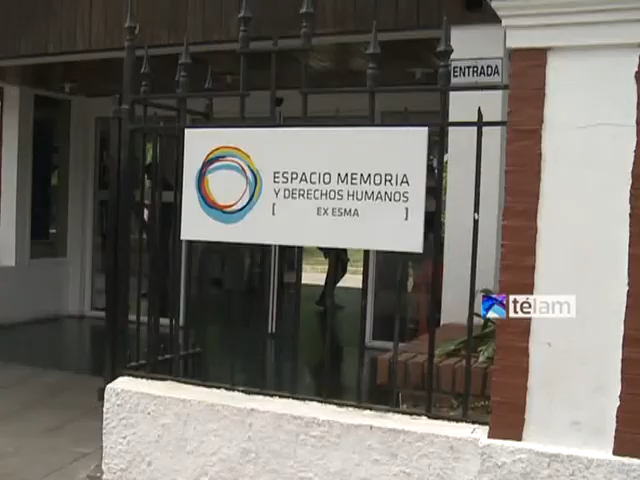 ENTRADA
ESPACIO MEMORIA
Y DERECHOS HUMANOS
[ EX ESMA ]
télam